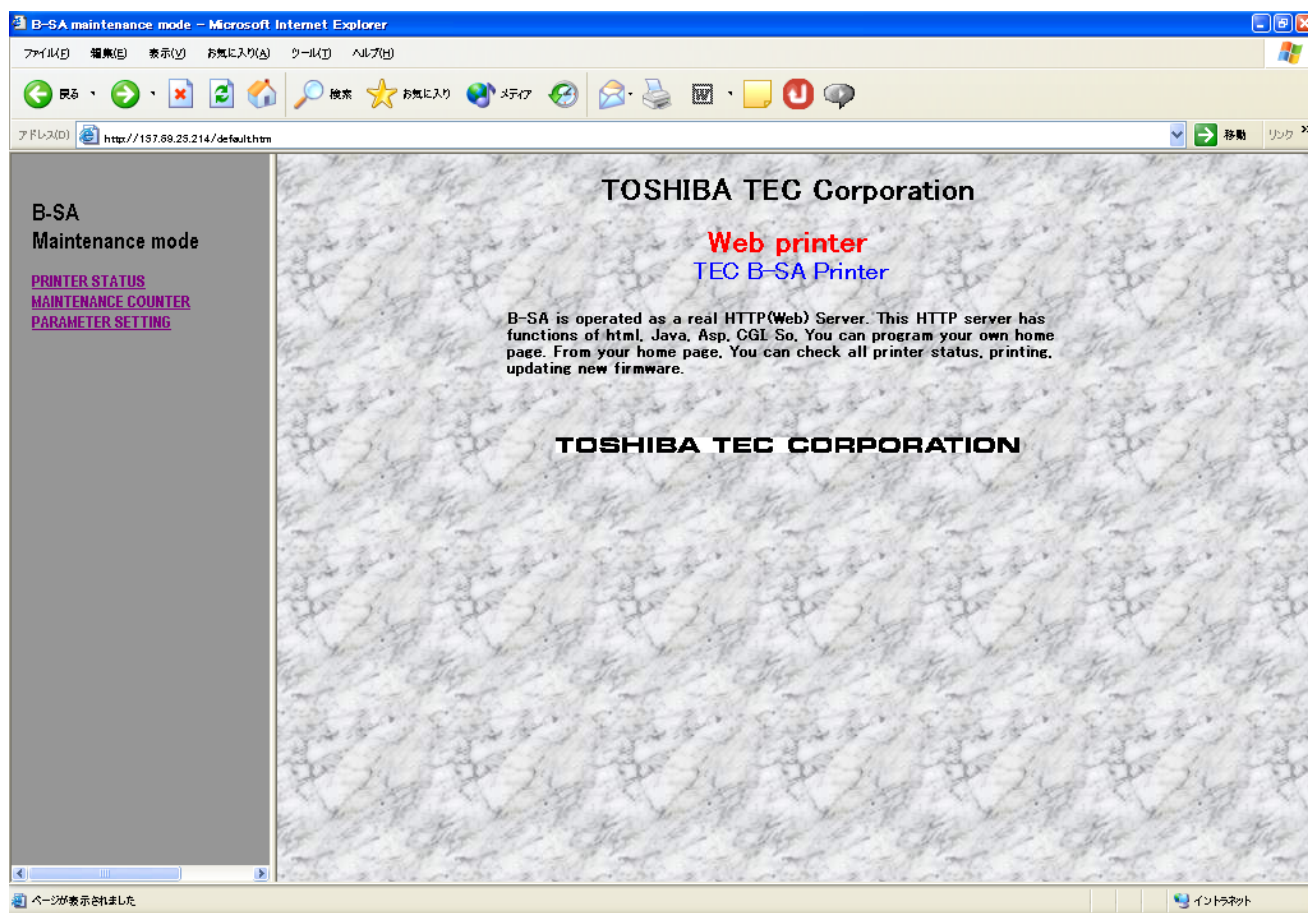 B-SA maintenance mode - Microsoft Internet Explorer
ファイル(F) 編集(E) 表示(V) お気に入り(A) ツール(T) ヘルプ(H)
戻る 検索 お気に入り メディア
アドレス(D) http://157.69.25.214/default.htm 移動 リンク »
B-SA
Maintenance mode
PRINTER STATUS
MAINTENANCE COUNTER
PARAMETER SETTING
TOSHIBA TEC Corporation
Web printer
TEC B-SA Printer
B-SA is operated as a real HTTP(Web) Server. This HTTP server has
functions of html, Java, Asp, CGI. So, You can program your own home
page. From your home page, You can check all printer status, printing,
updating new firmware.
TOSHIBA TEC CORPORATION
ページが表示されました イントラネット